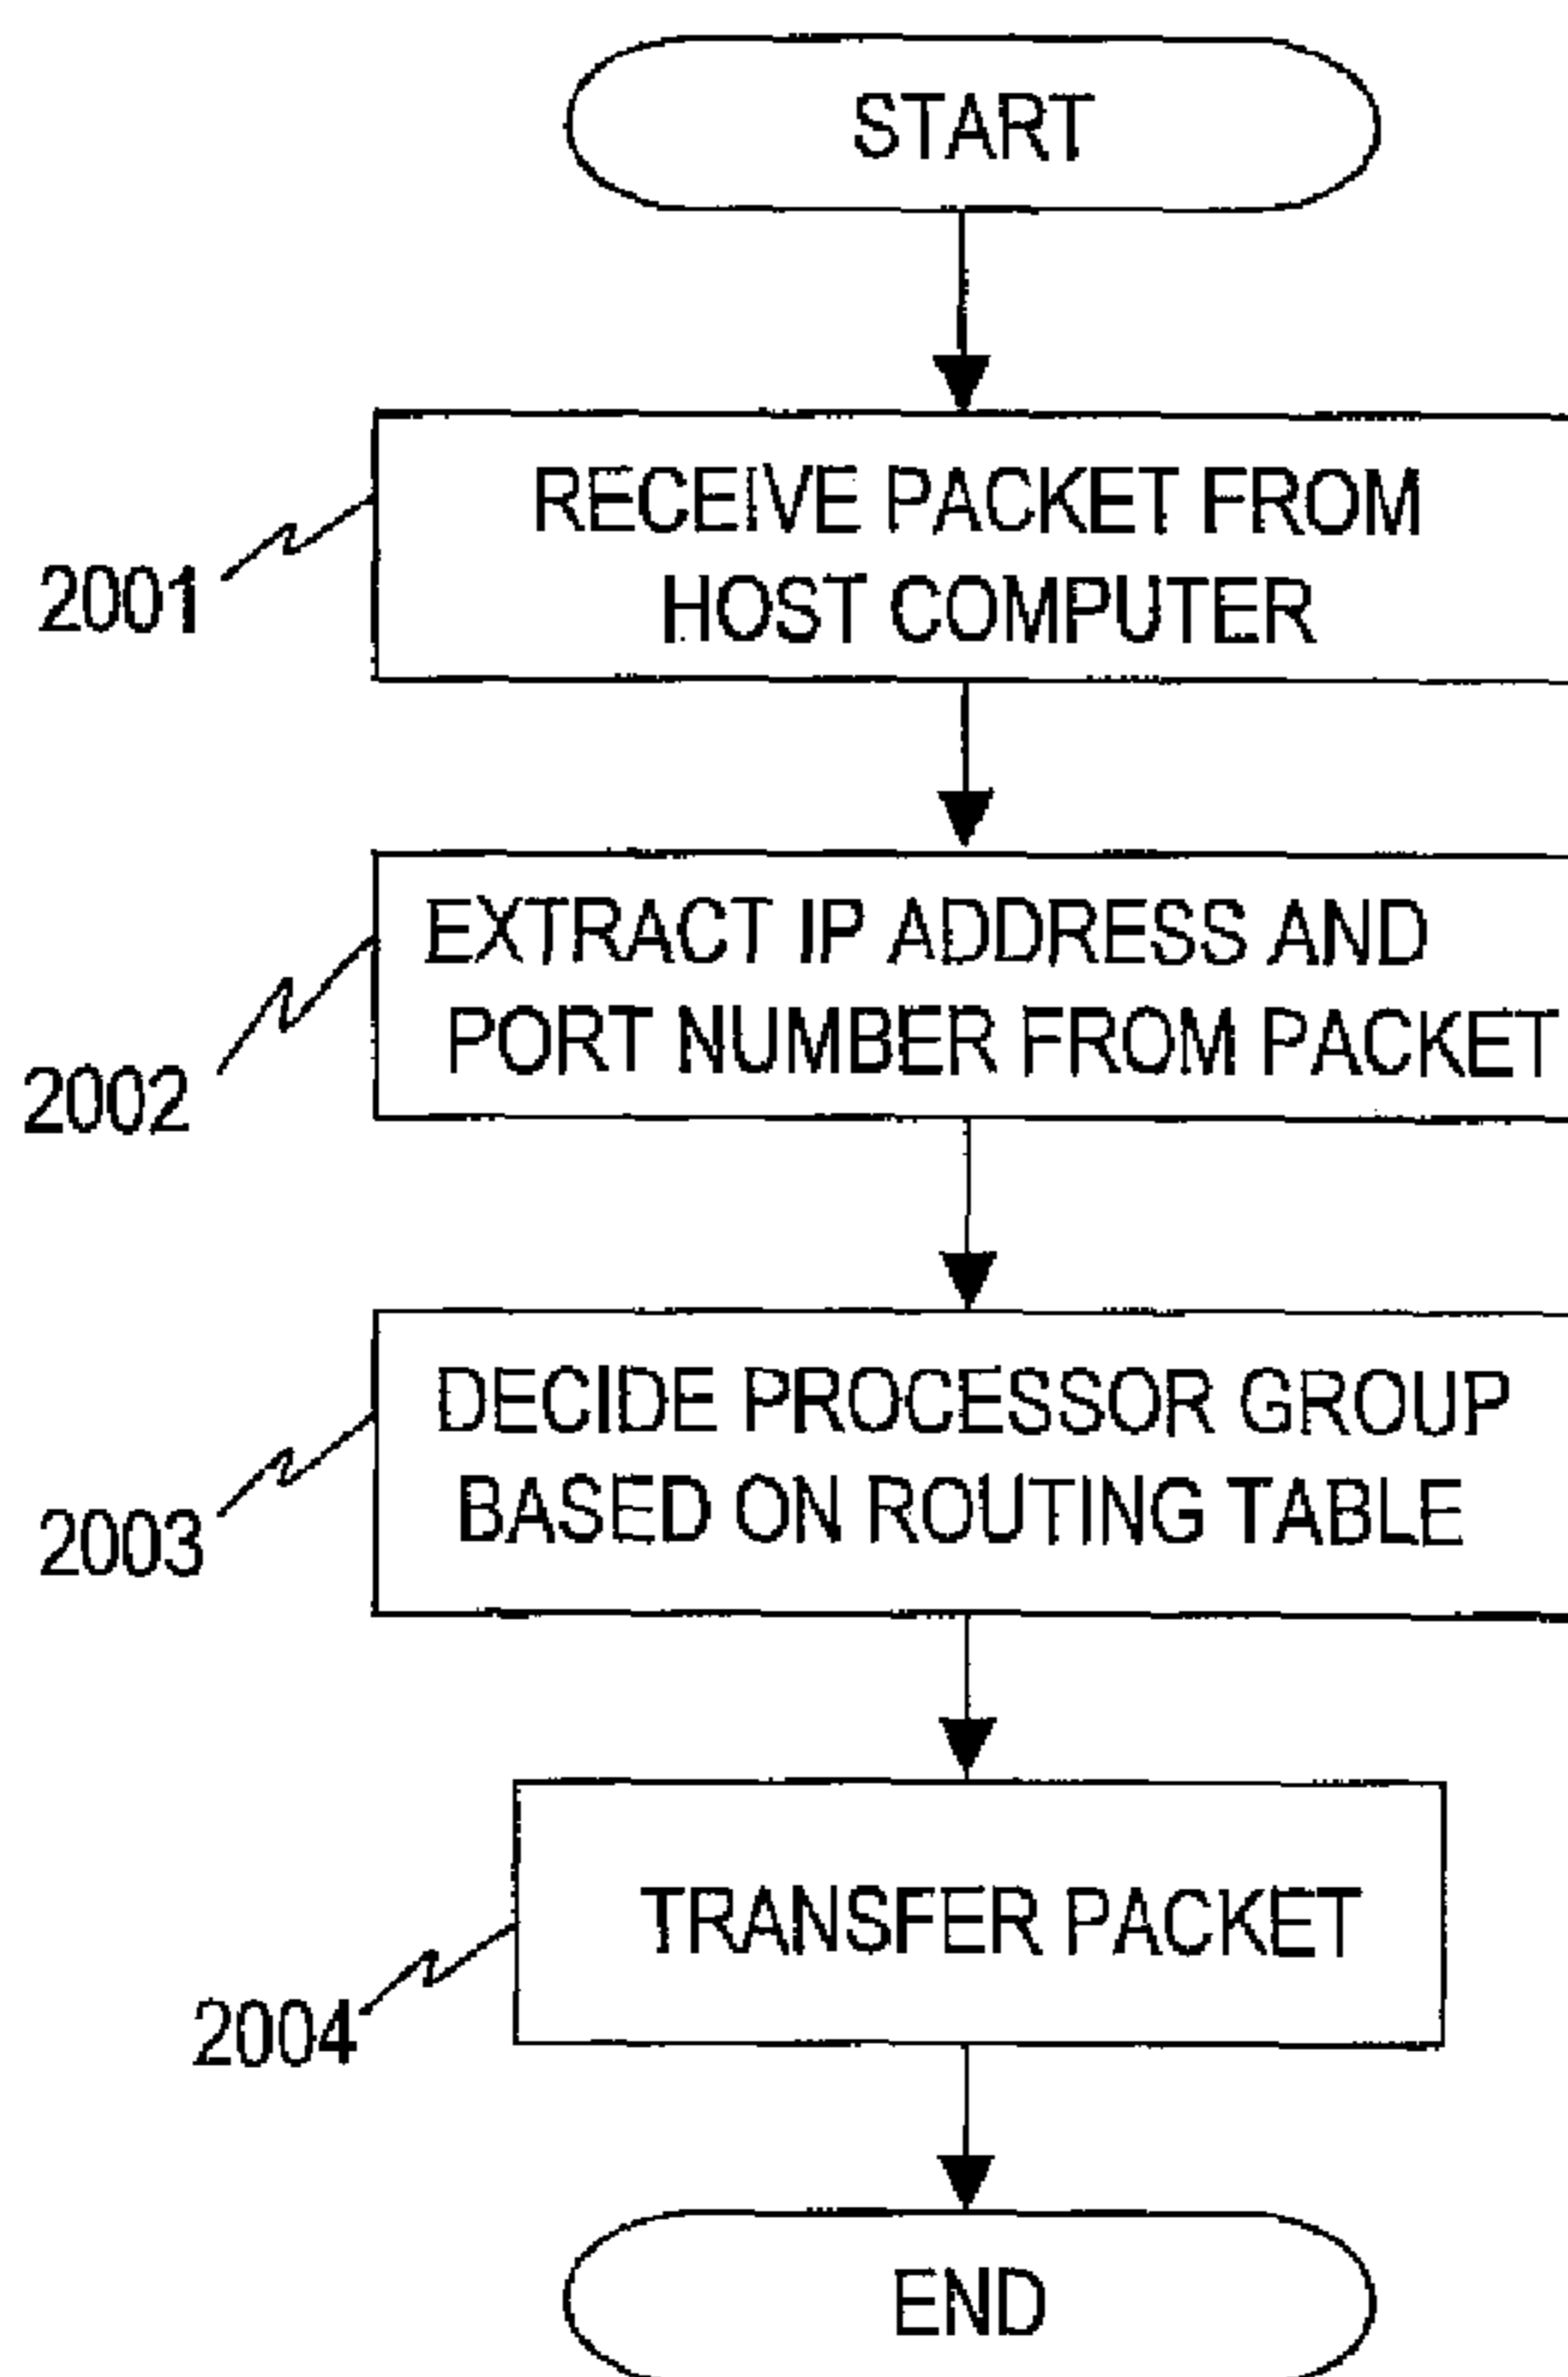 START
RECEIVE PACKET FROM
HOST COMPUTER
2001
EXTRACT IP ADDRESS AND
PORT NUMBER FROM PACKET
2002
DECIDE PROCESSOR GROUP
BASED ON ROUTING TABLE
2003
TRANSFER PACKET
2004
END